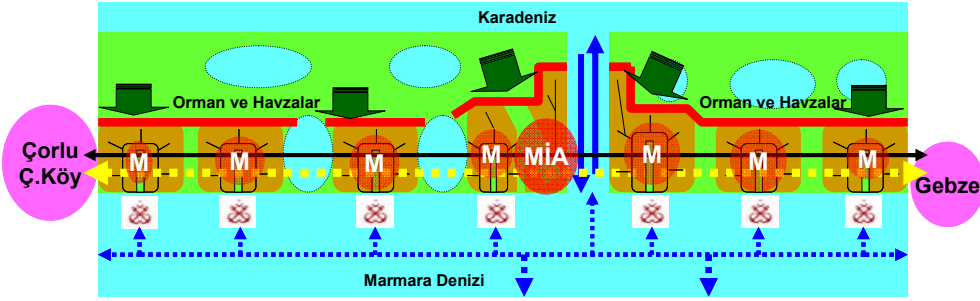 Karadeniz
Orman ve Havzalar
Orman ve Havzalar
Çorlu
Ç.Köy
M
M
M
M
MİA
M
M
M
Gebze
Marmara Denizi